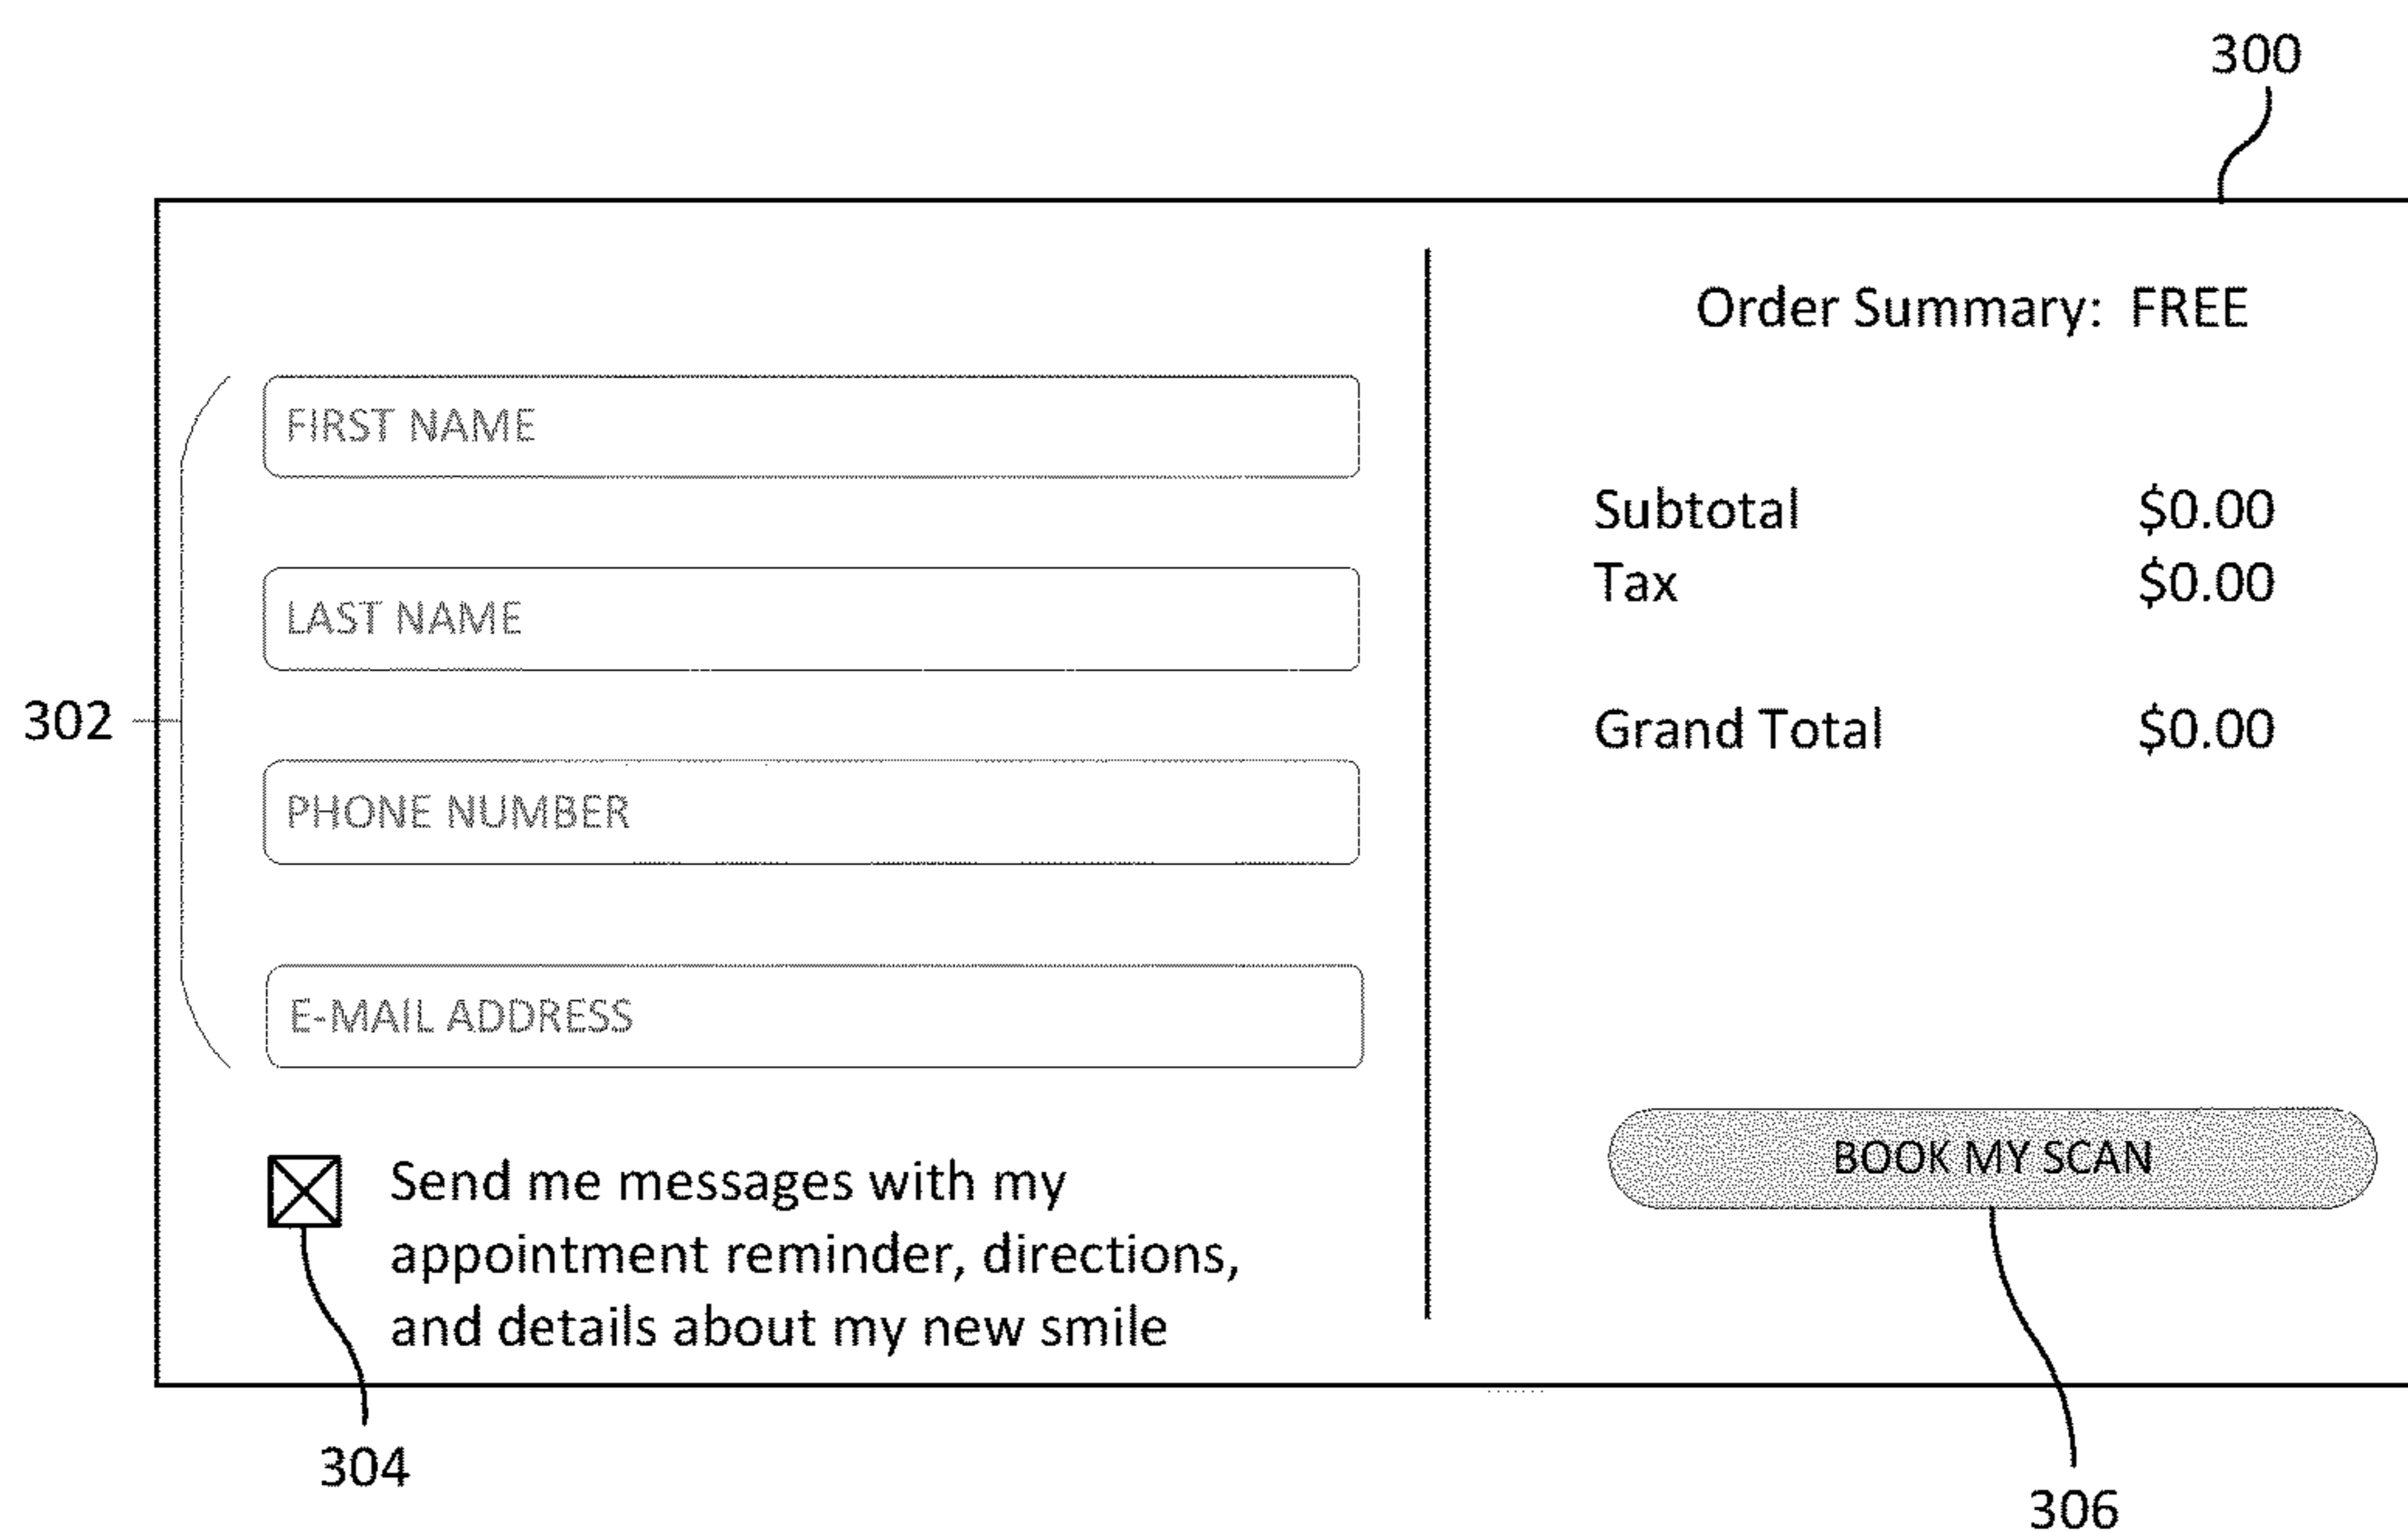 300
FIRST NAME
LAST NAME
302
PHONE NUMBER
E-MAIL ADDRESS
Send me messages with my
appointment reminder, directions,
and details about my new smile
304
Order Summary: FREE
Subtotal $0.00
Tax $0.00
Grand Total $0.00
BOOK MY SCAN
306